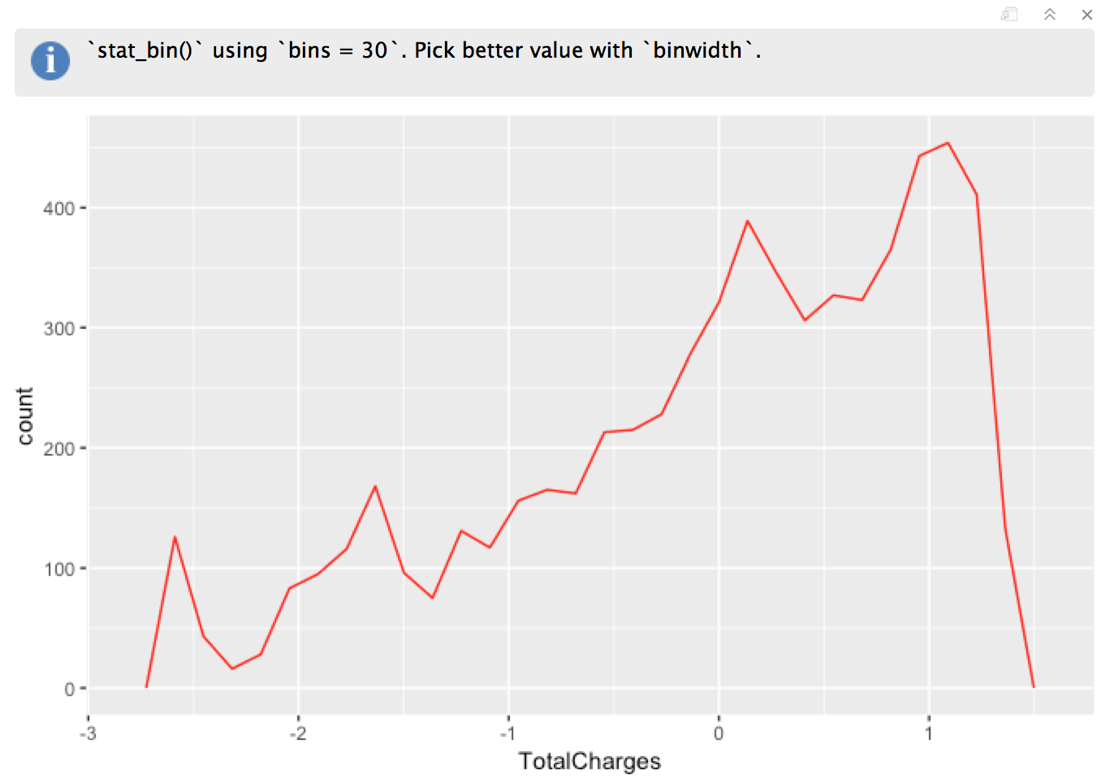 `stat_bin()` using `bins = 30`. Pick better value with `binwidth`.
400
300
200
100
0
count
-3 -2 -1 0 1
TotalCharges